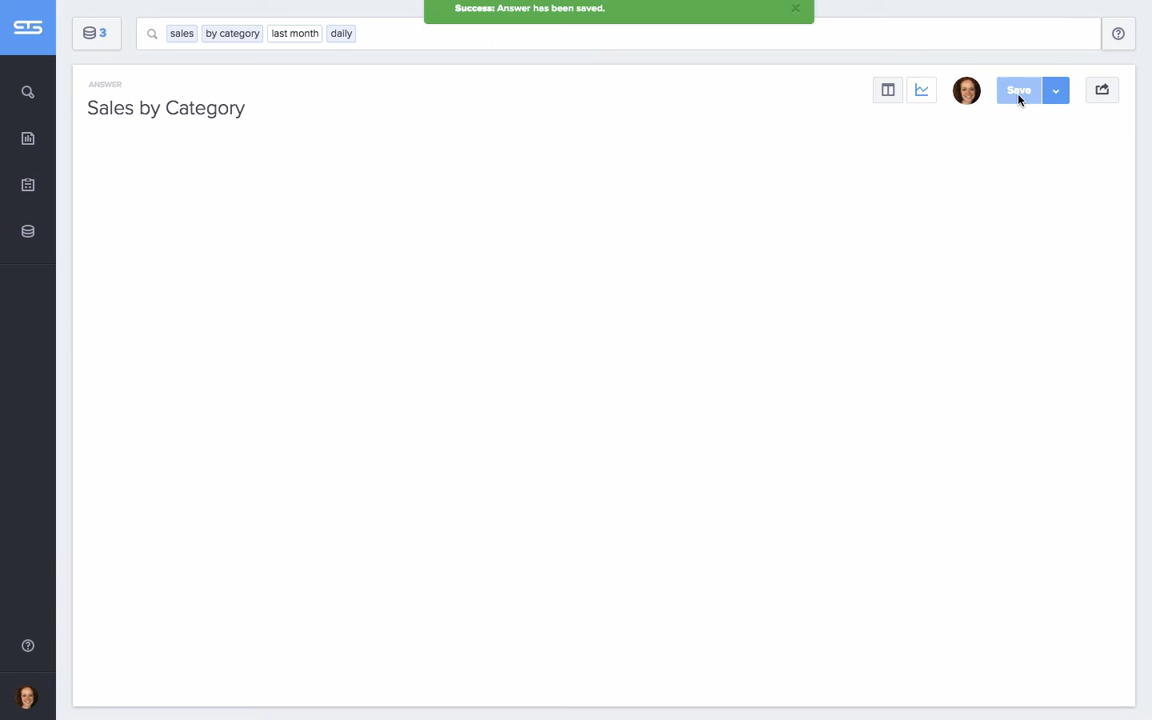 Success: Answer has been saved.
3
sales by category last month daily
ANSWER
Sales by Category
Save